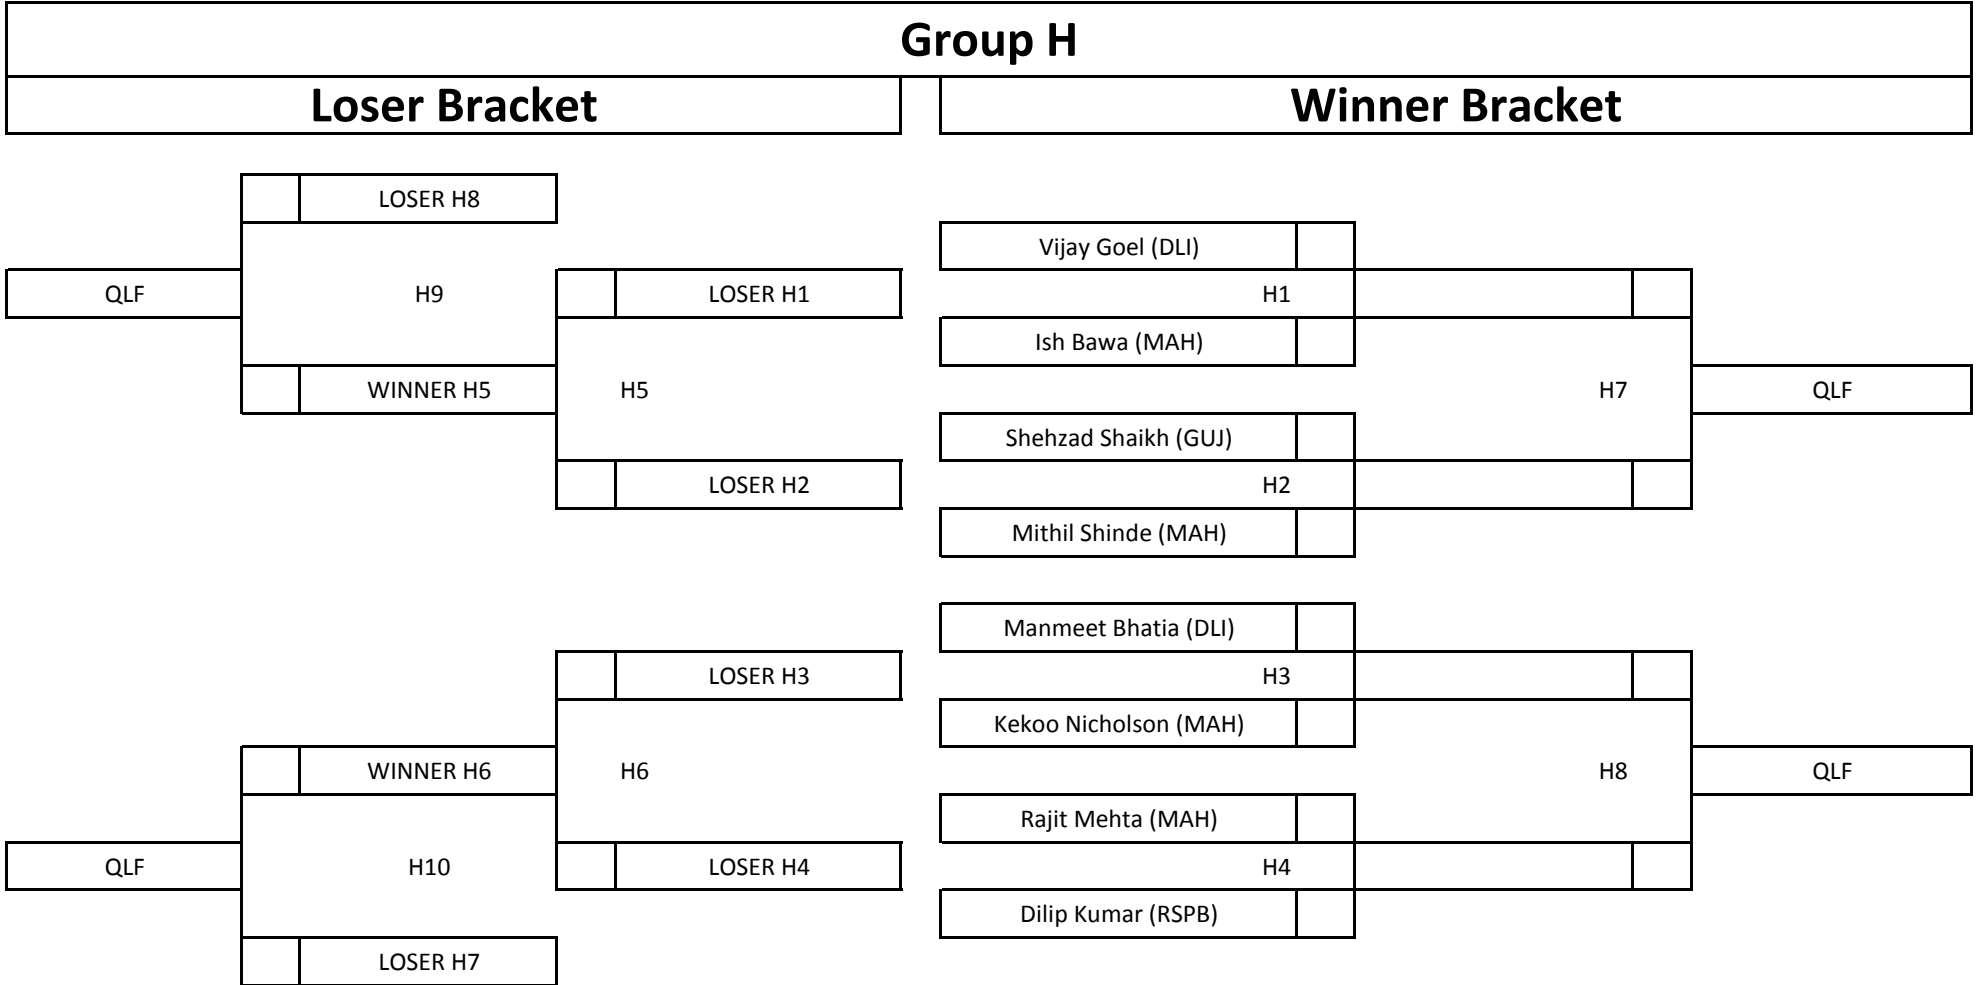 Group H
Loser Bracket
Winner Bracket
LOSER H8
QLF
H9
LOSER H1
WINNER H5
H5
LOSER H2
LOSER H3
WINNER H6
H6
QLF
H10
LOSER H4
LOSER H7
Vijay Goel (DLI)
H1
Ish Bawa (MAH)
H7
QLF
Shehzad Shaikh (GUJ)
H2
Mithil Shinde (MAH)
Manmeet Bhatia (DLI)
H3
Kekoo Nicholson (MAH)
H8
QLF
Rajit Mehta (MAH)
H4
Dilip Kumar (RSPB)